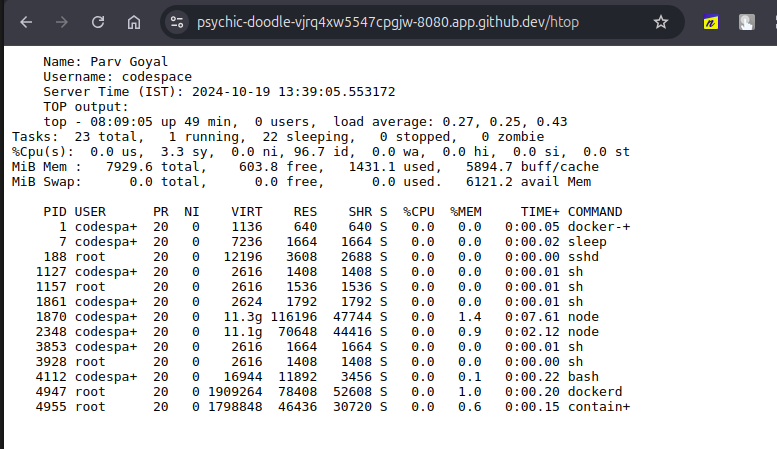 psychic-doodle-vjrq4xw5547cpgjw-8080.app.github.dev/htop
Name: Parv Goyal
Username: codespace
Server Time (IST): 2024-10-19 13:39:05.553172
TOP output:
top - 08:09:05 up 49 min,  0 users,  load average: 0.27, 0.25, 0.43
Tasks:  23 total,   1 running,  22 sleeping,   0 stopped,   0 zombie
%Cpu(s):  0.0 us,  3.3 sy,  0.0 ni, 96.7 id,  0.0 wa,  0.0 hi,  0.0 si,  0.0 st
MiB Mem :   7929.6 total,    603.8 free,   1431.1 used,   5894.7 buff/cache
MiB Swap:      0.0 total,      0.0 free,      0.0 used.   6121.2 avail Mem
PID USER      PR  NI    VIRT    RES    SHR S  %CPU  %MEM     TIME+ COMMAND
1 codespa+  20   0    1136    640    640 S   0.0   0.0   0:00.05 docker-+
7 codespa+  20   0    7236   1664   1664 S   0.0   0.0   0:00.02 sleep
188 root      20   0   12196   3608   2688 S   0.0   0.0   0:00.00 sshd
1127 codespa+  20   0    2616   1408   1408 S   0.0   0.0   0:00.01 sh
1157 root      20   0    2616   1536   1536 S   0.0   0.0   0:00.01 sh
1861 codespa+  20   0    2624   1792   1792 S   0.0   0.0   0:00.01 sh
1870 codespa+  20   0   11.3g 116196  47744 S   0.0   1.4   0:07.61 node
2348 codespa+  20   0   11.1g  70648  44416 S   0.0   0.9   0:02.12 node
3853 codespa+  20   0    2616   1664   1664 S   0.0   0.0   0:00.01 sh
3928 root      20   0    2616   1408   1408 S   0.0   0.0   0:00.00 sh
4112 codespa+  20   0   16944  11892   3456 S   0.0   0.1   0:00.22 bash
4947 root      20   0 1909264  78408  52608 S   0.0   1.0   0:00.20 dockerd
4955 root      20   0 1798848  46436  30720 S   0.0   0.6   0:00.15 contain+